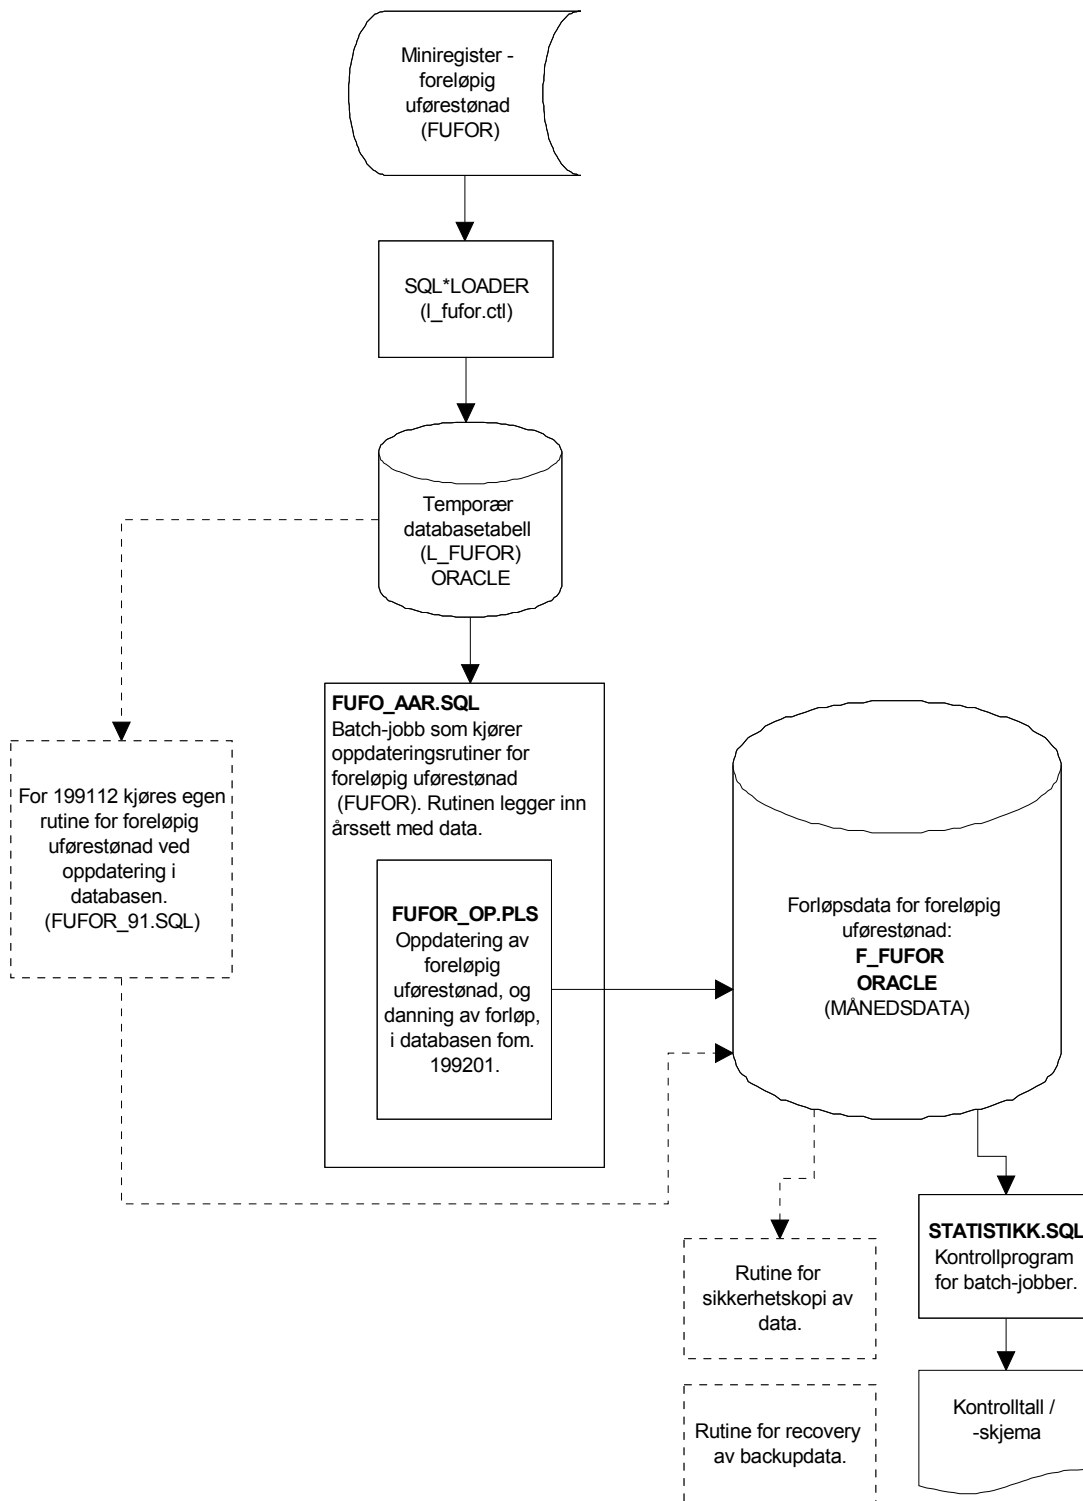 Miniregister -
foreløpig
uførestønad
(FUFOR)
SQL*LOADER
(l_fufor.ctl)
Temporær
databasetabell
(L_FUFOR)
ORACLE
FUFO_AAR.SQL
Batch-jobb som kjører
oppdateringsrutiner for
foreløpig uførestønad
(FUFOR). Rutinen legger inn
årssett med data.
For 199112 kjøres egen
rutine for foreløpig
uførestønad ved
oppdatering i
databasen.
(FUFOR_91.SQL)
FUFOR_OP.PLS
Oppdatering av
foreløpig
uførestønad, og
danning av forløp,
i databasen fom.
199201.
Forløpsdata for foreløpig
uførestønad:
F_FUFOR
ORACLE
(MÅNEDSDATA)
STATISTIKK.SQL
Kontrollprogram
for batch-jobber.
Rutine for
sikkerhetskopi av
data.
Kontrolltall /
-skjema
Rutine for recovery
av backupdata.